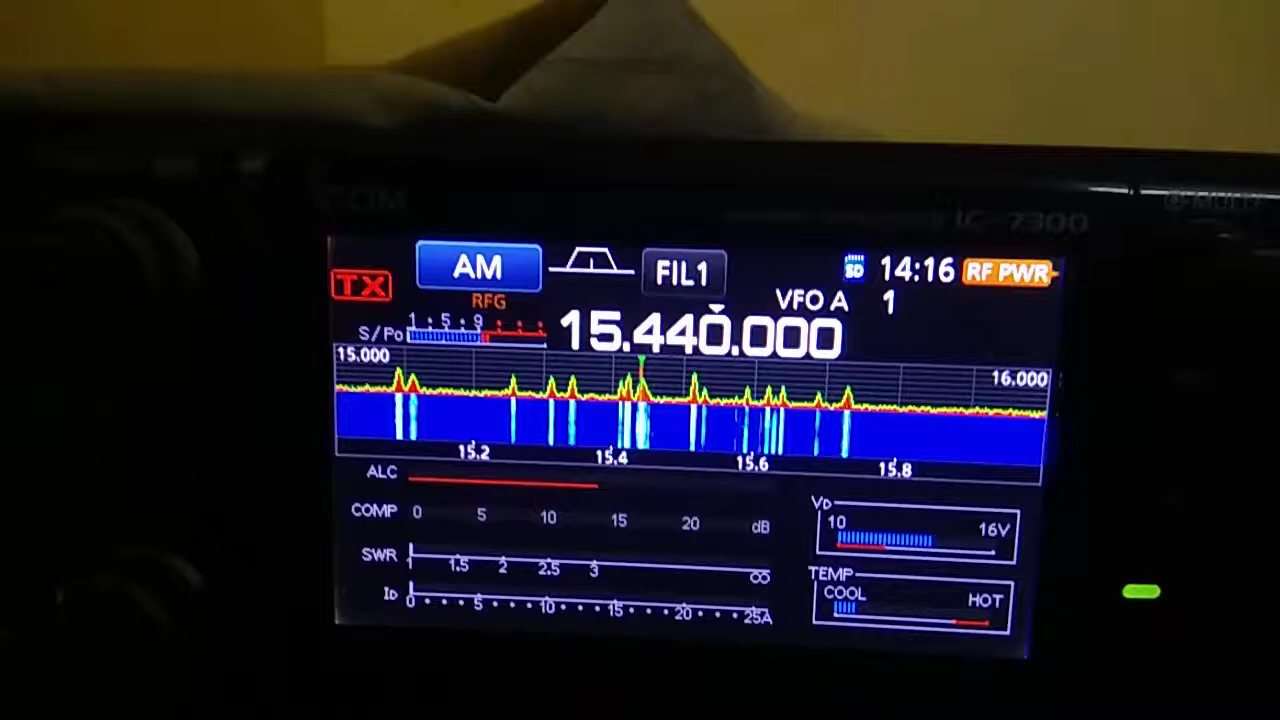 ICOM
IC-7300
TX AM FIL1 SD 14:16 RF PWR
RFG VFO A 1
S/Po 1 5 9 15.440.000
15.000 16.000
15.2 15.4 15.6 15.8
ALC
COMP 0 5 10 15 20 dB
SWR 1 1.5 2 2.5 3 ∞
ID 0 5 10 15 20 25A
VD
10 16V
TEMP
COOL HOT